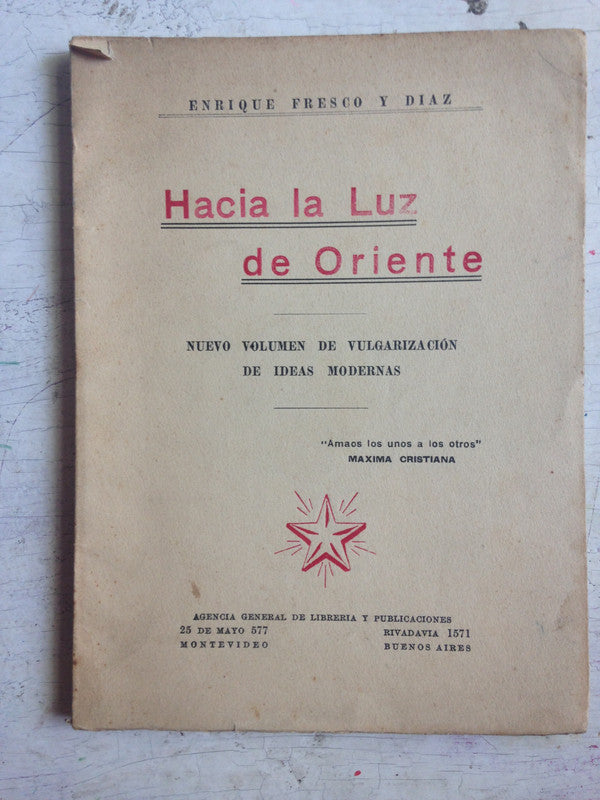 ENRIQUE FRESCO Y DIAZ
Hacia la Luz
de Oriente
NUEVO VOLUMEN DE VULGARIZACIÓN
DE IDEAS MODERNAS
"Amaos los unos a los otros"
MAXIMA CRISTIANA
AGENCIA GENERAL DE LIBRERIA Y PUBLICACIONES
25 DE MAYO 577 RIVADAVIA 1571
MONTEVIDEO BUENOS AIRES